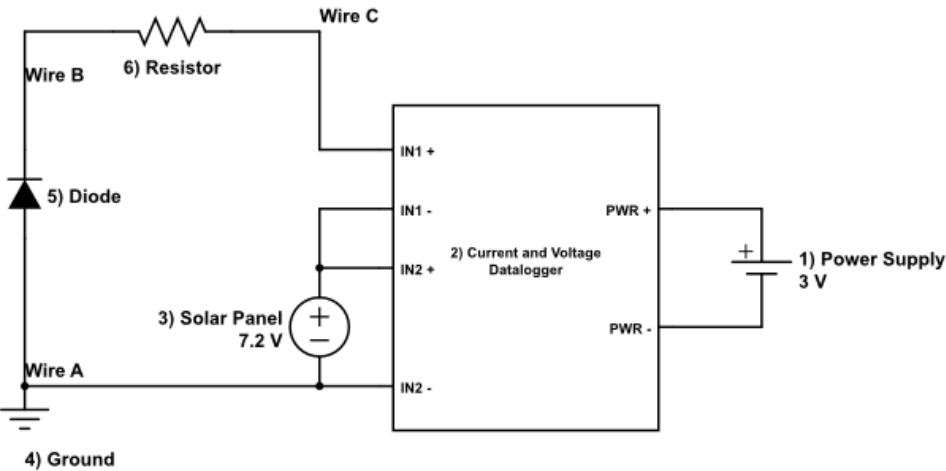 Wire C
6) Resistor
Wire B
5) Diode
IN1 +
IN1 -
IN2 +
IN2 -
2) Current and Voltage
Datalogger
PWR +
PWR -
+
1) Power Supply
3 V
3) Solar Panel
7.2 V
+
−
Wire A
4) Ground